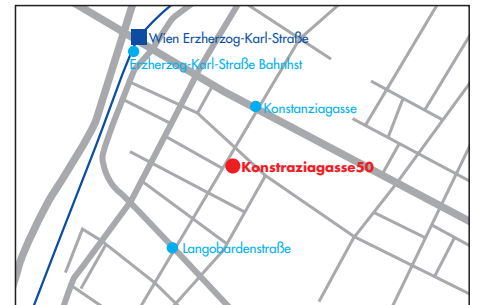 Wien Erzherzog-Karl-Straße
Erzherzog-Karl-Straße Bahnhst
Konstanziagasse
Konstraziagasse50
Langobardenstraße